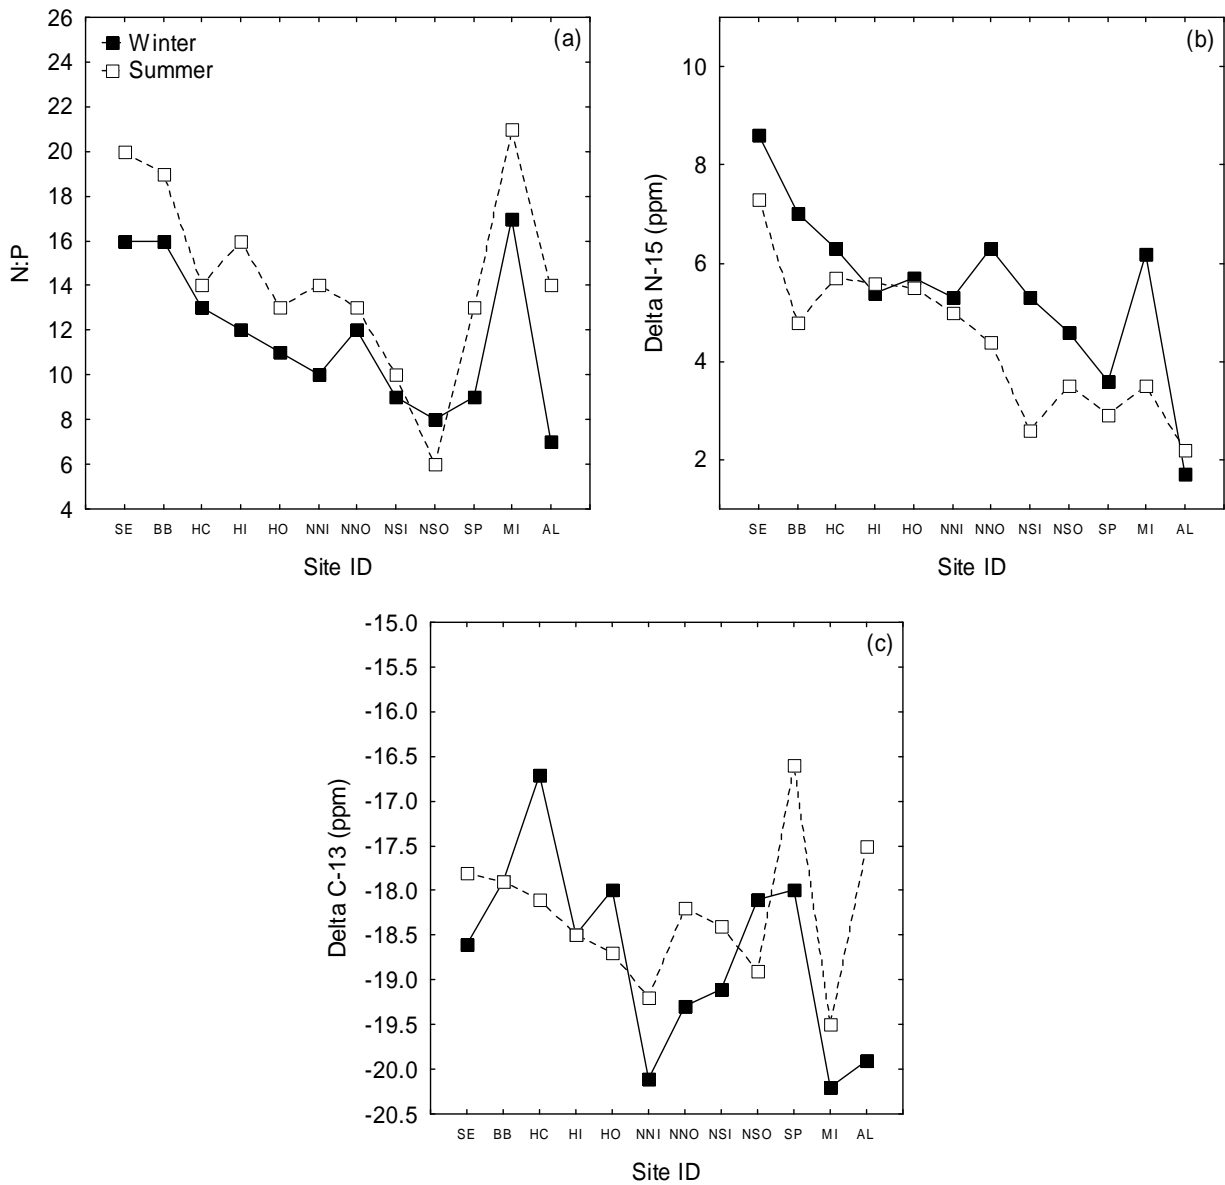 (a)
Winter
Summer
26
24
22
20
18
16
14
12
10
8
6
4
N:P
SE BB HC HI HO NNI NNO NSI NSO SP MI AL
Site ID
(b)
10
8
6
4
2
Delta N-15 (ppm)
SE BB HC HI HO NNI NNO NSI NSO SP MI AL
Site ID
(c)
-15.0
-15.5
-16.0
-16.5
-17.0
-17.5
-18.0
-18.5
-19.0
-19.5
-20.0
-20.5
Delta C-13 (ppm)
SE BB HC HI HO NNI NNO NSI NSO SP MI AL
Site ID